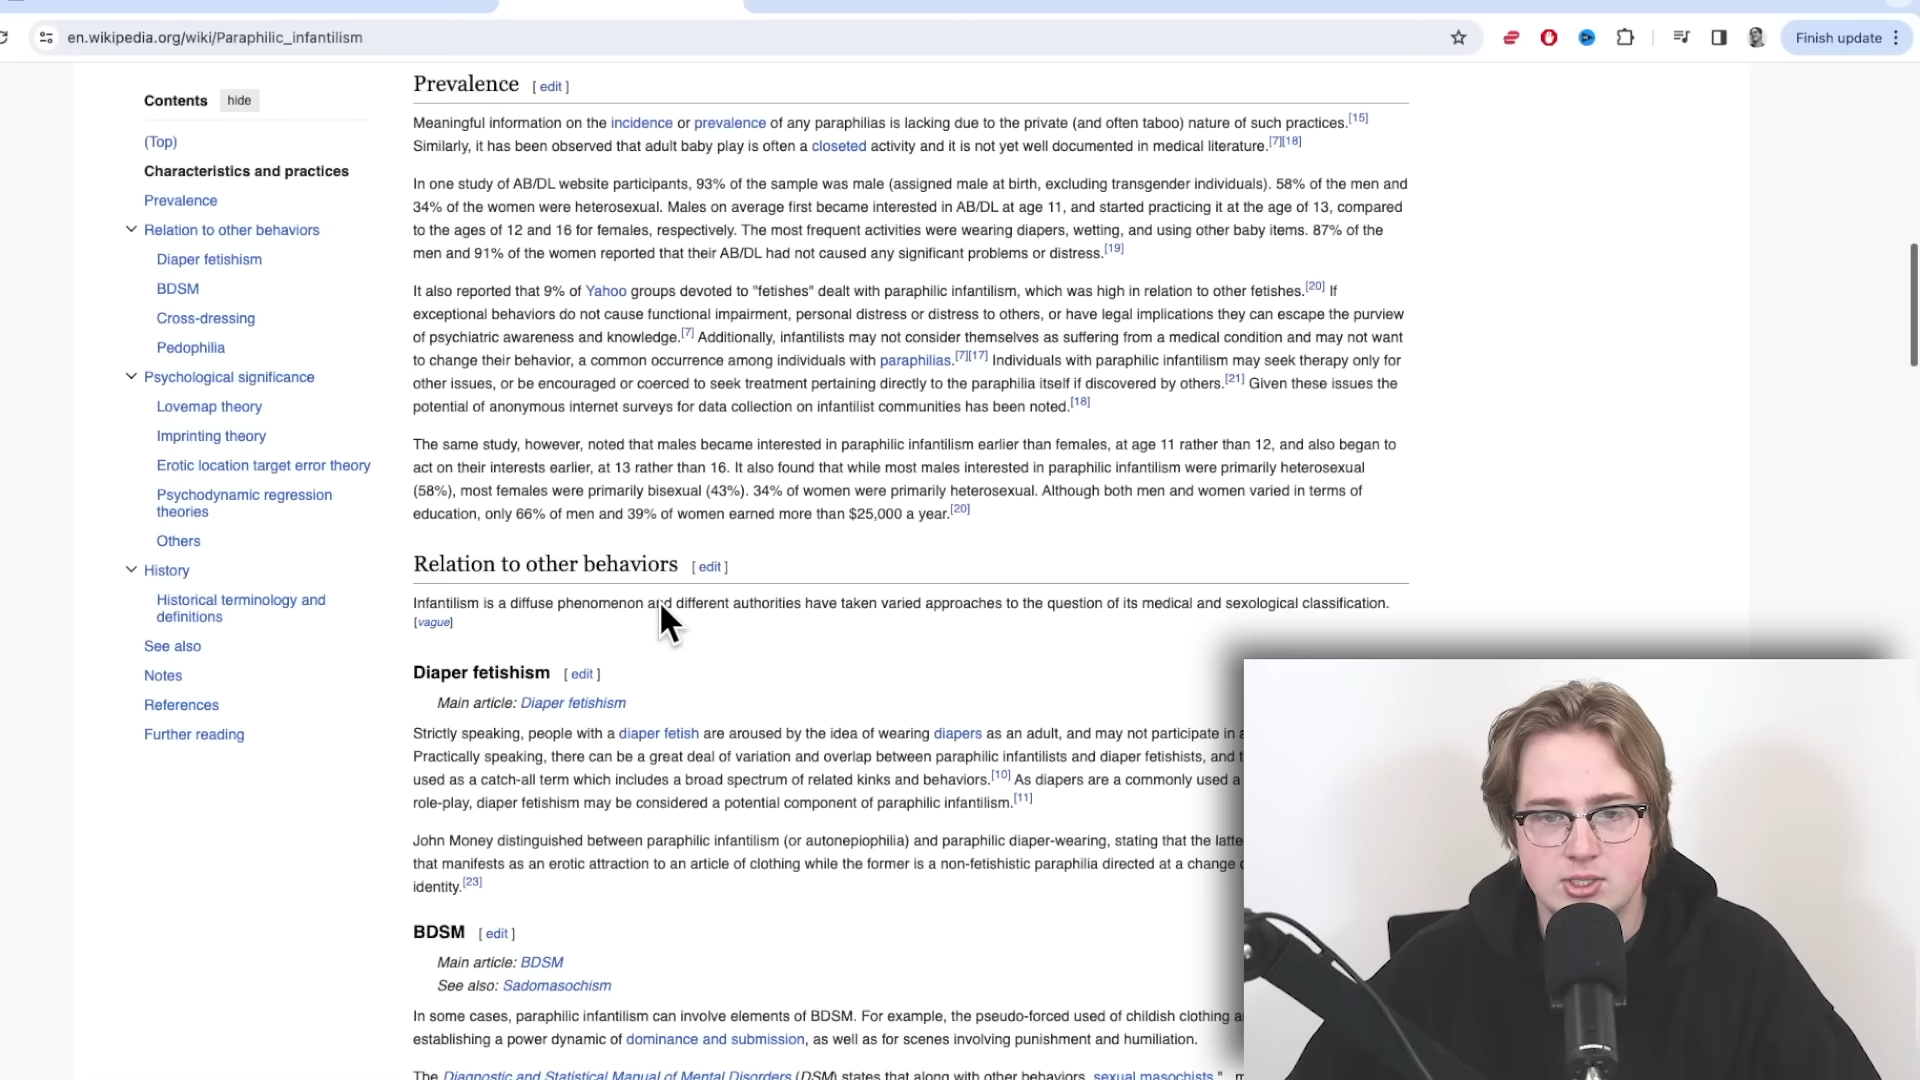 en.wikipedia.org/wiki/Paraphilic_infantilism
Finish update
Contents hide
(Top)
Characteristics and practices
Prevalence
Relation to other behaviors
Diaper fetishism
BDSM
Cross-dressing
Pedophilia
Psychological significance
Lovemap theory
Imprinting theory
Erotic location target error theory
Psychodynamic regression
theories
Others
History
Historical terminology and
definitions
See also
Notes
References
Further reading
Prevalence [ edit ]
Meaningful information on the incidence or prevalence of any paraphilias is lacking due to the private (and often taboo) nature of such practices.[15]
Similarly, it has been observed that adult baby play is often a closeted activity and it is not yet well documented in medical literature.[7][18]
In one study of AB/DL website participants, 93% of the sample was male (assigned male at birth, excluding transgender individuals). 58% of the men and
34% of the women were heterosexual. Males on average first became interested in AB/DL at age 11, and started practicing it at the age of 13, compared
to the ages of 12 and 16 for females, respectively. The most frequent activities were wearing diapers, wetting, and using other baby items. 87% of the
men and 91% of the women reported that their AB/DL had not caused any significant problems or distress.[19]
It also reported that 9% of Yahoo groups devoted to "fetishes" dealt with paraphilic infantilism, which was high in relation to other fetishes.[20] If
exceptional behaviors do not cause functional impairment, personal distress or distress to others, or have legal implications they can escape the purview
of psychiatric awareness and knowledge.[7] Additionally, infantilists may not consider themselves as suffering from a medical condition and may not want
to change their behavior, a common occurrence among individuals with paraphilias.[7][17] Individuals with paraphilic infantilism may seek therapy only for
other issues, or be encouraged or coerced to seek treatment pertaining directly to the paraphilia itself if discovered by others.[21] Given these issues the
potential of anonymous internet surveys for data collection on infantilist communities has been noted.[18]
The same study, however, noted that males became interested in paraphilic infantilism earlier than females, at age 11 rather than 12, and also began to
act on their interests earlier, at 13 rather than 16. It also found that while most males interested in paraphilic infantilism were primarily heterosexual
(58%), most females were primarily bisexual (43%). 34% of women were primarily heterosexual. Although both men and women varied in terms of
education, only 66% of men and 39% of women earned more than $25,000 a year.[20]
Relation to other behaviors [ edit ]
Infantilism is a diffuse phenomenon and different authorities have taken varied approaches to the question of its medical and sexological classification.
[vague]
Diaper fetishism [ edit ]
Main article: Diaper fetishism
Strictly speaking, people with a diaper fetish are aroused by the idea of wearing diapers as an adult, and may not participate in
Practically speaking, there can be a great deal of variation and overlap between paraphilic infantilists and diaper fetishists, and
used as a catch-all term which includes a broad spectrum of related kinks and behaviors.[10] As diapers are a commonly used
role-play, diaper fetishism may be considered a potential component of paraphilic infantilism.[11]
John Money distinguished between paraphilic infantilism (or autonepiophilia) and paraphilic diaper-wearing, stating that the
that manifests as an erotic attraction to an article of clothing while the former is a non-fetishistic paraphilia directed at a change
identity.[23]
BDSM [ edit ]
Main article: BDSM
See also: Sadomasochism
In some cases, paraphilic infantilism can involve elements of BDSM. For example, the pseudo-forced used of childish clothing
establishing a power dynamic of dominance and submission, as well as for scenes involving punishment and humiliation.
The Diagnostic and Statistical Manual of Mental Disorders (DSM) states that along with other behaviors, sexual masochists